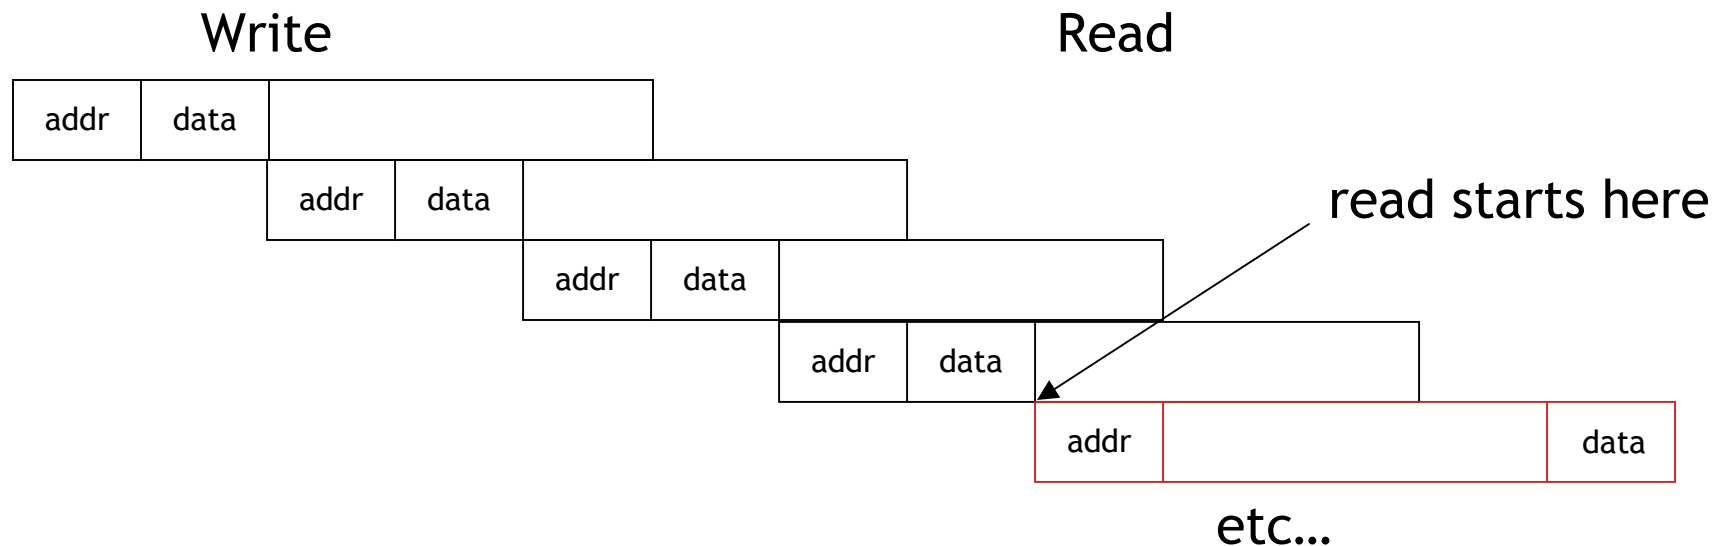 Write
Read
addr data
addr data
read starts here
addr data
addr data
addr data
etc…